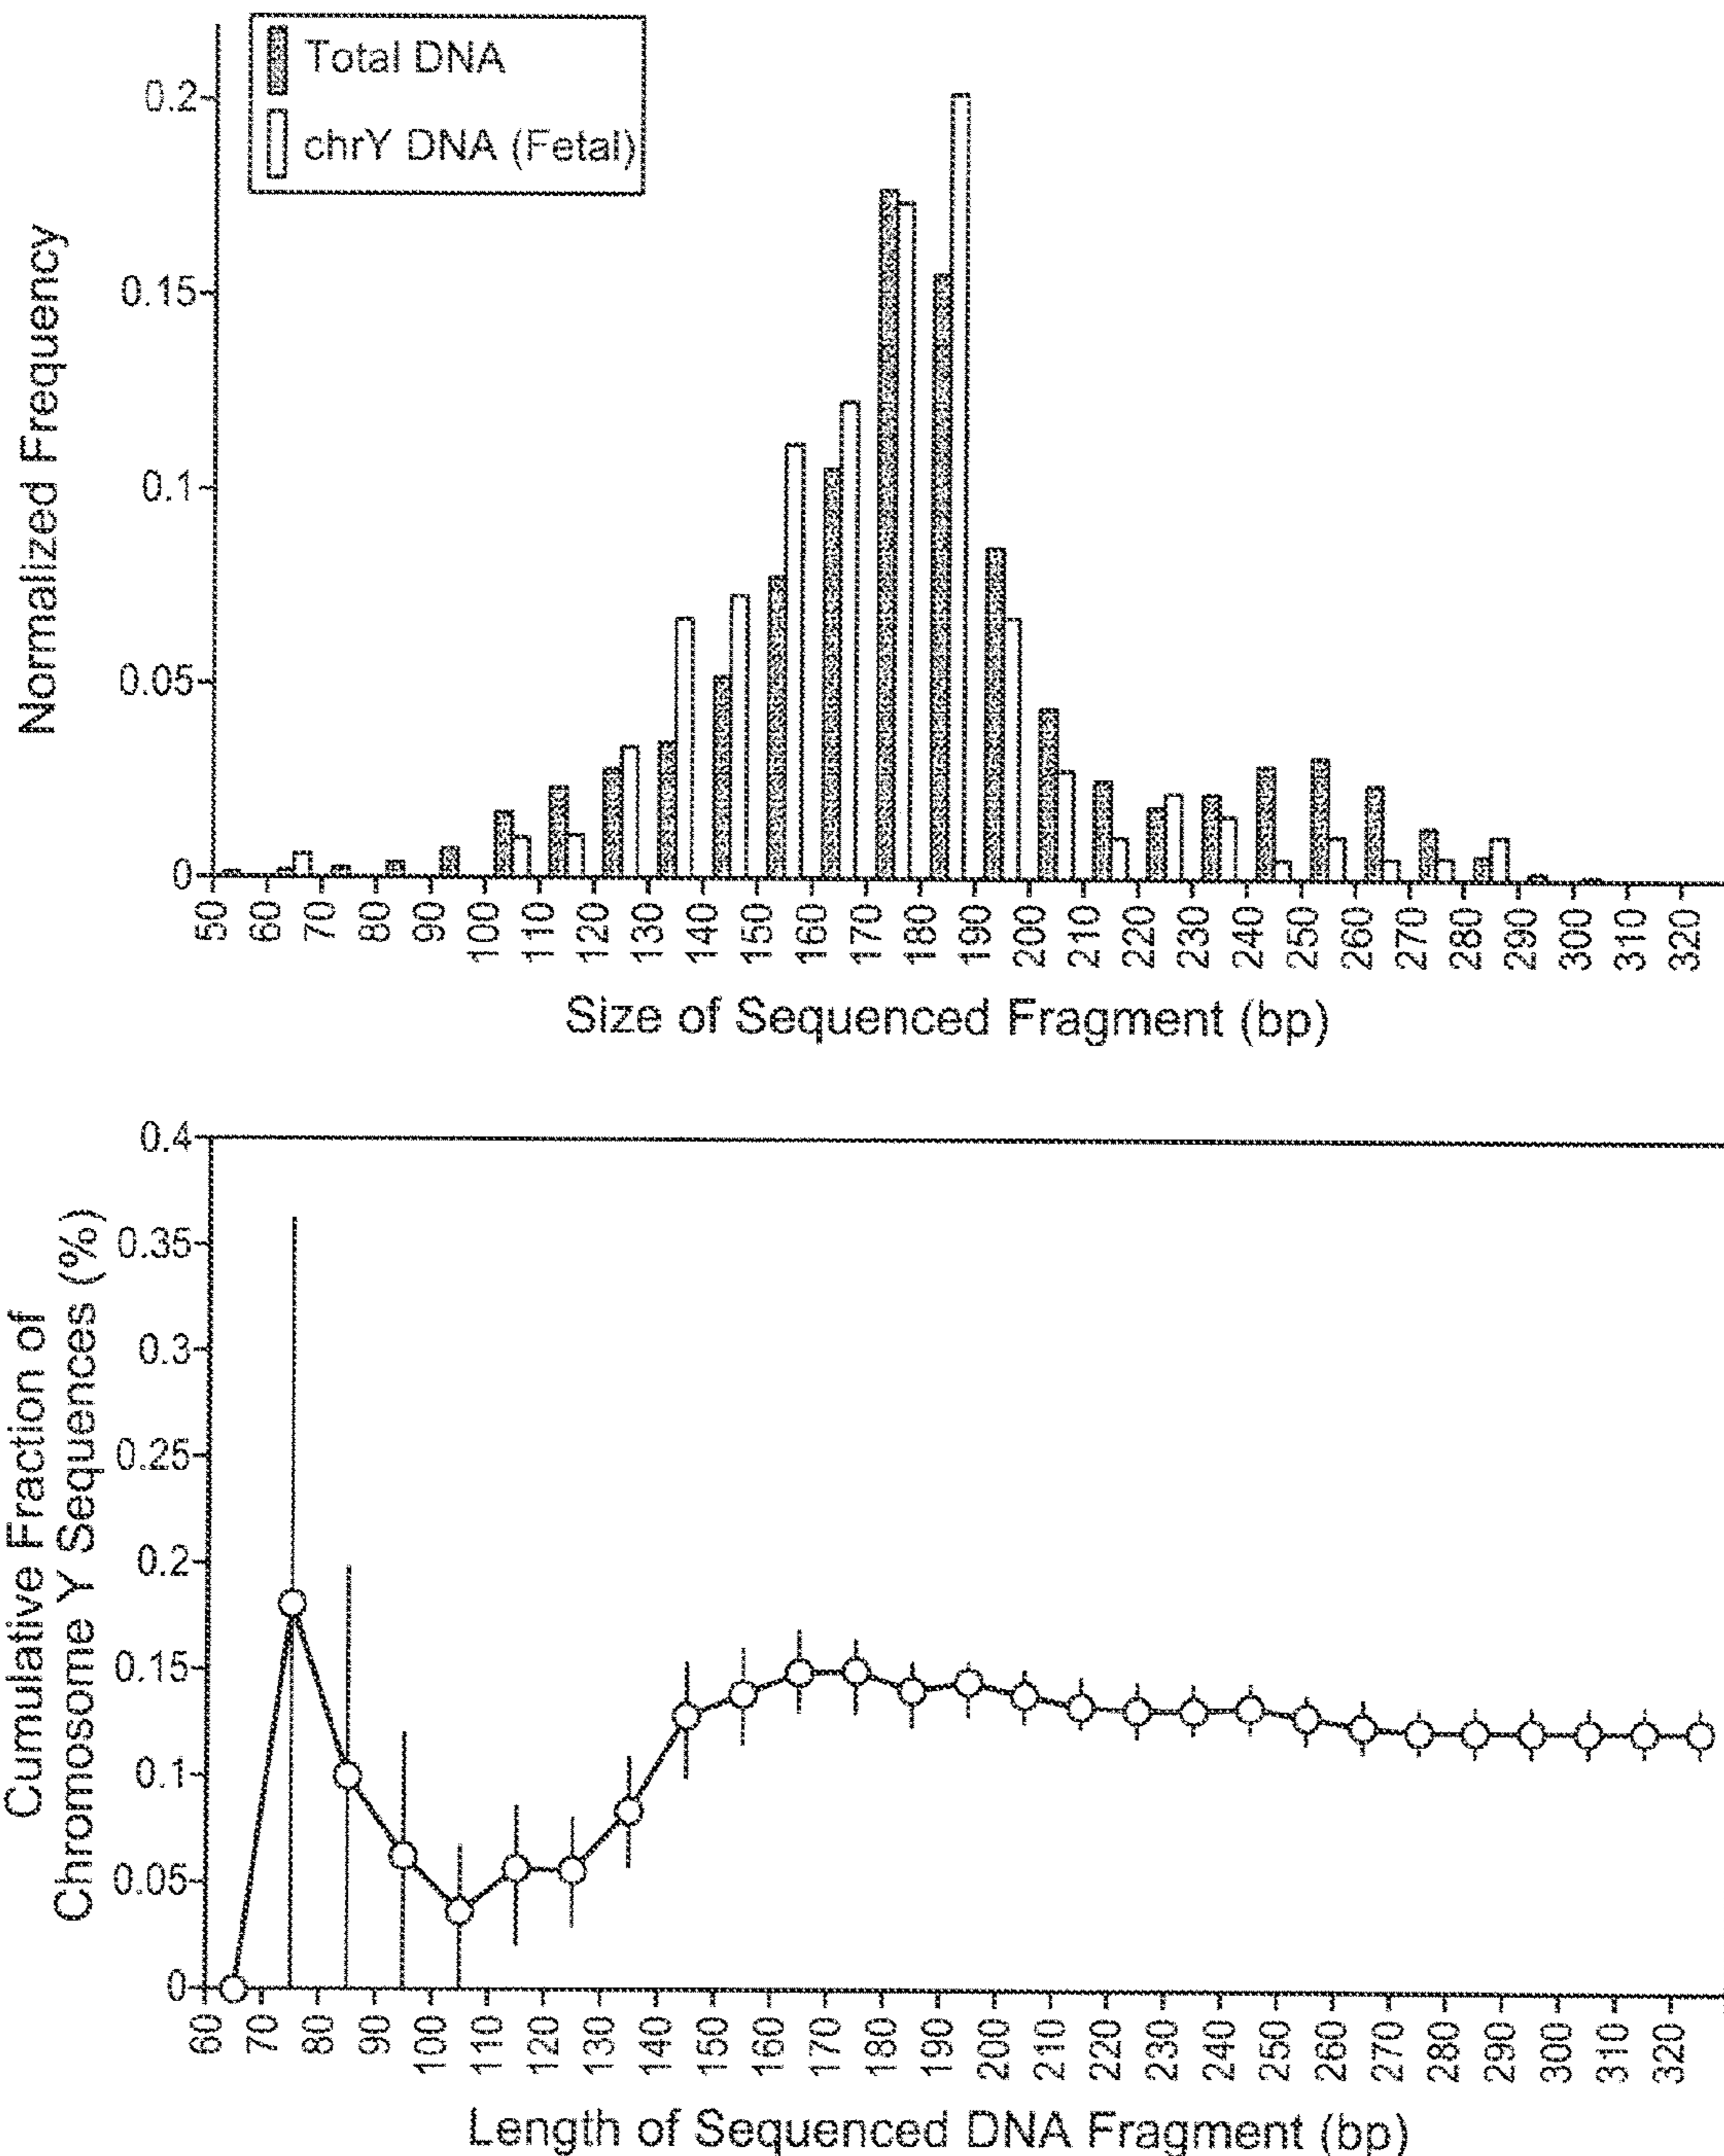 Total DNA
chrY DNA (Fetal)
Normalized Frequency
0.2
0.15
0.1
0.05
0
50 60 70 80 90 100 110 120 130 140 150 160 170 180 190 200 210 220 230 240 250 260 270 280 290 300 310 320
Size of Sequenced Fragment (bp)
Cumulative Fraction of
Chromosome Y Sequences (%)
0.4
0.35
0.3
0.25
0.2
0.15
0.1
0.05
0
60 70 80 90 100 110 120 130 140 150 160 170 180 190 200 210 220 230 240 250 260 270 280 290 300 310 320
Length of Sequenced DNA Fragment (bp)